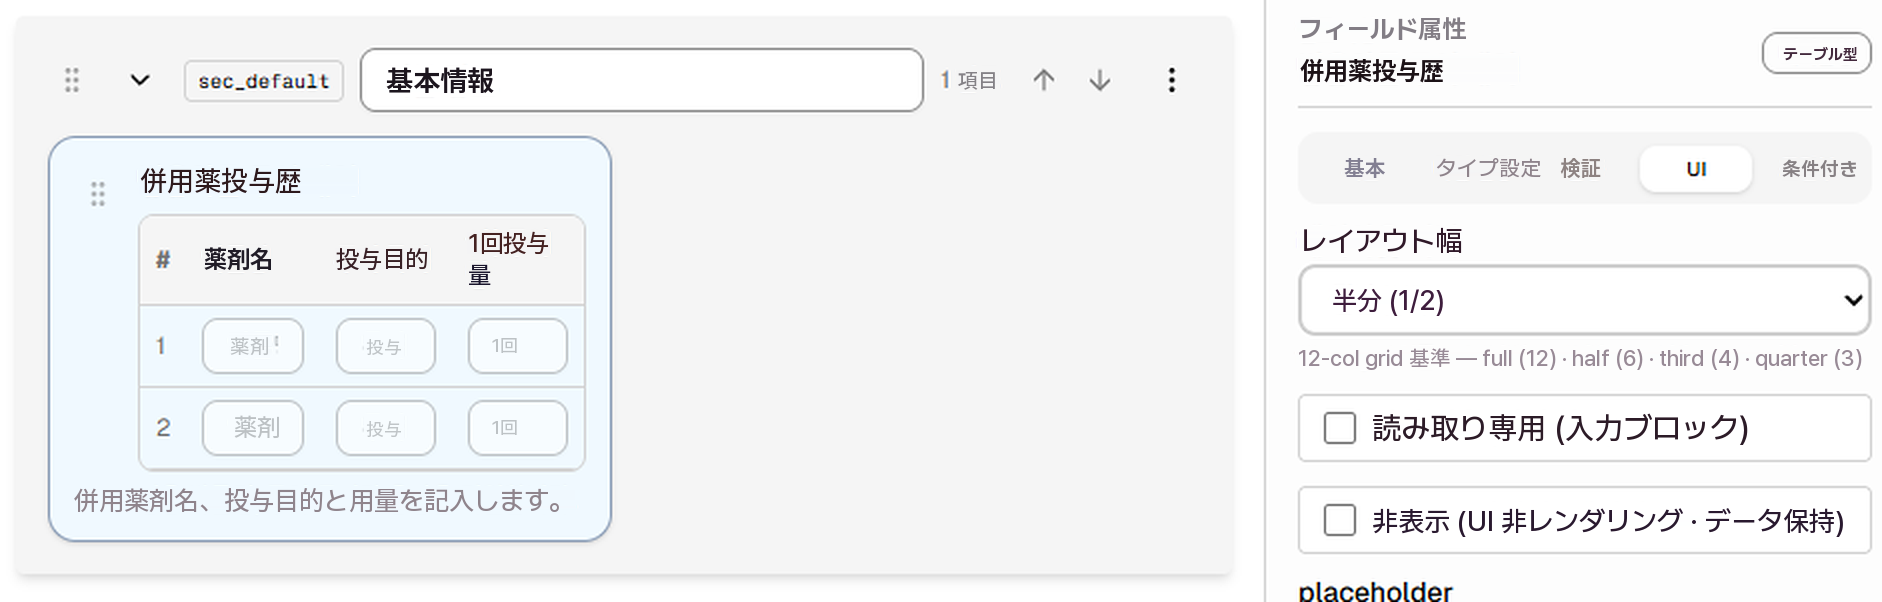 sec_default
基本情報
1 項目
併用薬投与歴
# 薬剤名 投与目的 1回投与
量
1 薬剤 投与 1回
2 薬剤 投与 1回
併用薬剤名、投与目的と用量を記入します。
フィールド属性
併用薬投与歴
テーブル型
基本 タイプ設定 検証 UI 条件付き
レイアウト幅
半分 (1/2)
12-col grid 基準 — full (12) · half (6) · third (4) · quarter (3)
読み取り専用 (入力ブロック)
非表示 (UI 非レンダリング · データ保持)
placeholder